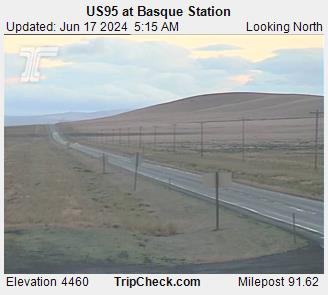 US95 at Basque Station
Updated: Jun 17 2024 5:15 AM Looking North
Elevation 4460 TripCheck.com Milepost 91.62